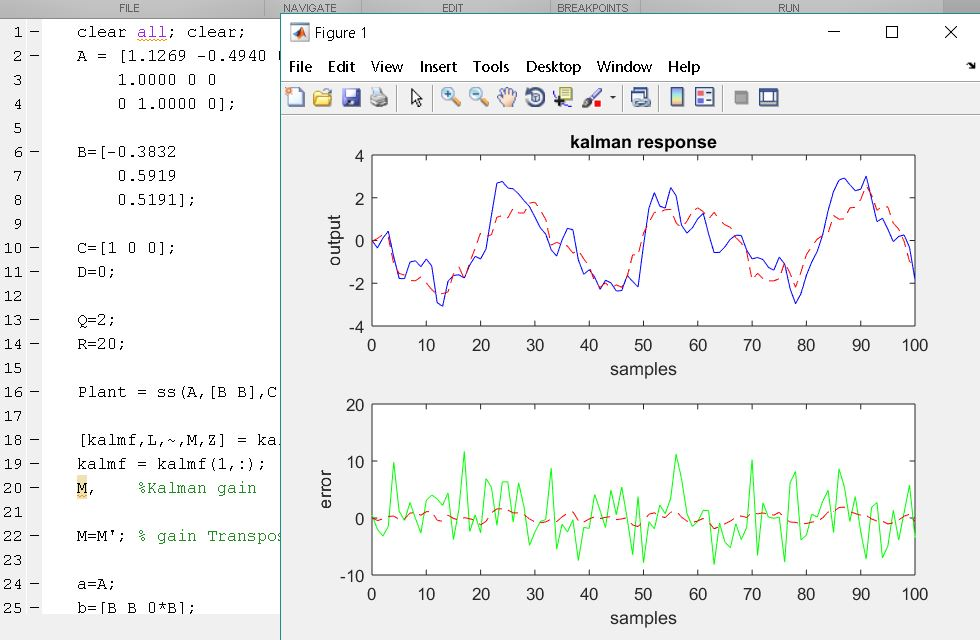 FILE NAVIGATE EDIT BREAKPOINTS RUN
1 – clear all; clear;
2 – A = [1.1269 -0.4940
3 1.0000 0 0
4 0 1.0000 0];
5
6 – B=[-0.3832
7 0.5919
8 0.5191];
9
10 – C=[1 0 0];
11 – D=0;
12
13 – Q=2;
14 – R=20;
15
16 – Plant = ss(A,[B B],C
17
18 – [kalmf,L,~,M,Z] = ka
19 – kalmf = kalmf(1,:);
20 – M, %Kalman gain
21
22 – M=M'; % gain Transpos
23
24 – a=A;
25 – b=[B B 0*B];
Figure 1
File Edit View Insert Tools Desktop Window Help
kalman response
4
2
0
-2
-4
output
0 10 20 30 40 50 60 70 80 90 100
samples
20
10
0
-10
error
0 10 20 30 40 50 60 70 80 90 100
samples